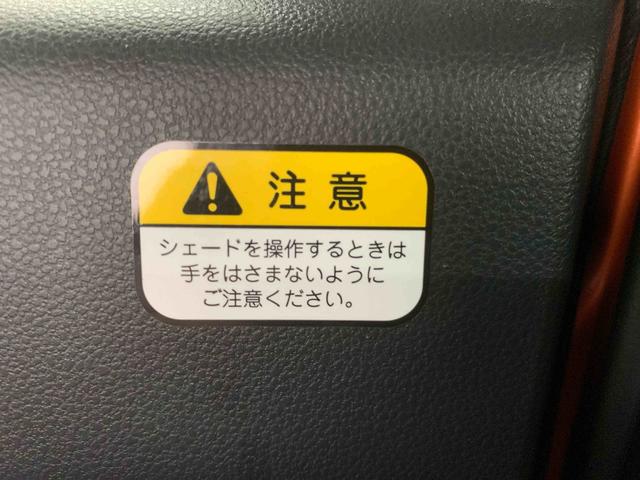 注意
シェードを操作するときは
手をはさまないように
ご注意ください。